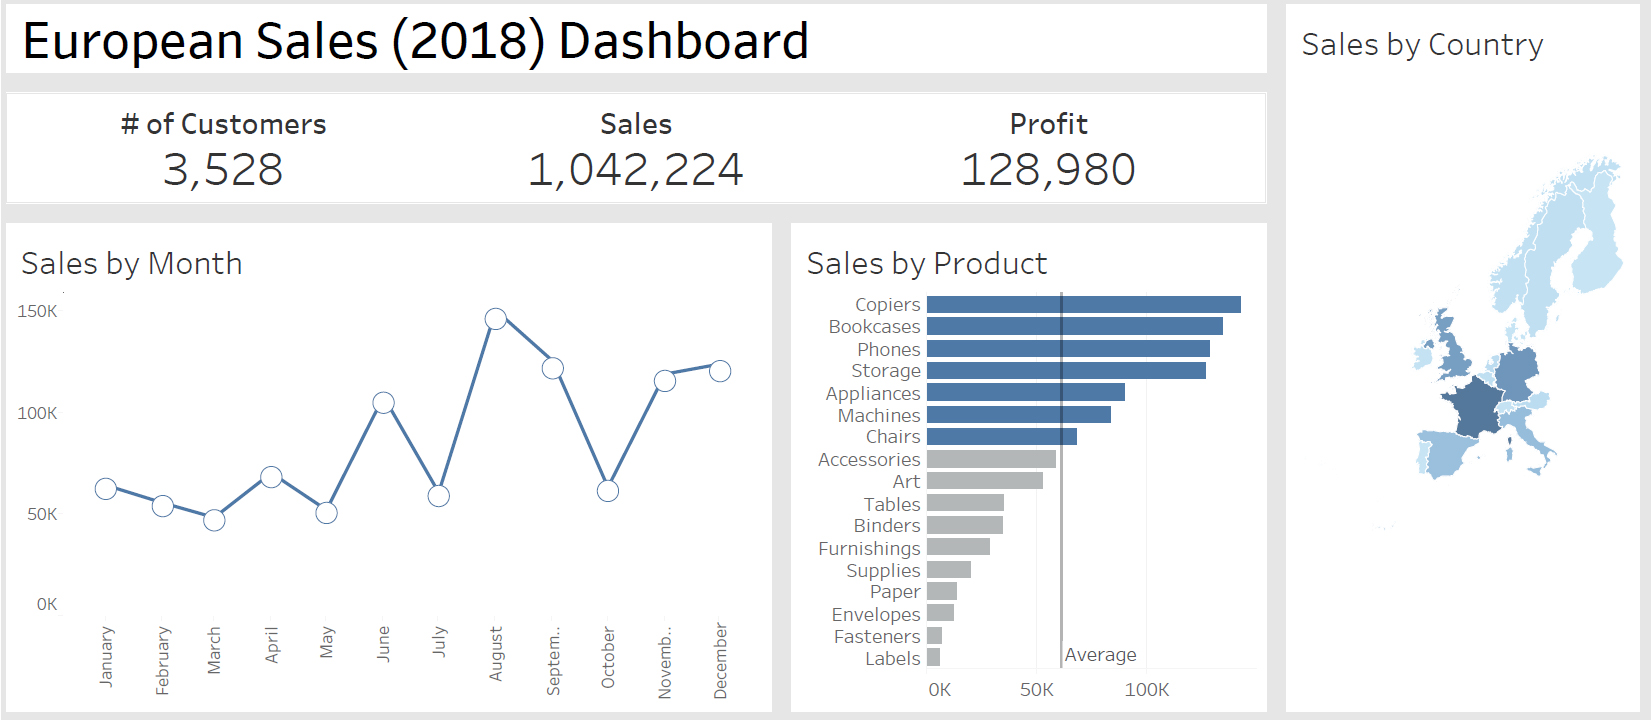 European Sales (2018) Dashboard
# of Customers
3,528
Sales
1,042,224
Profit
128,980
Sales by Month
150K
100K
50K
0K
January
February
March
April
May
June
July
August
Septem..
October
Novemb..
December
Sales by Product
Copiers
Bookcases
Phones
Storage
Appliances
Machines
Chairs
Accessories
Art
Tables
Binders
Furnishings
Supplies
Paper
Envelopes
Fasteners
Labels
Average
0K
50K
100K
Sales by Country